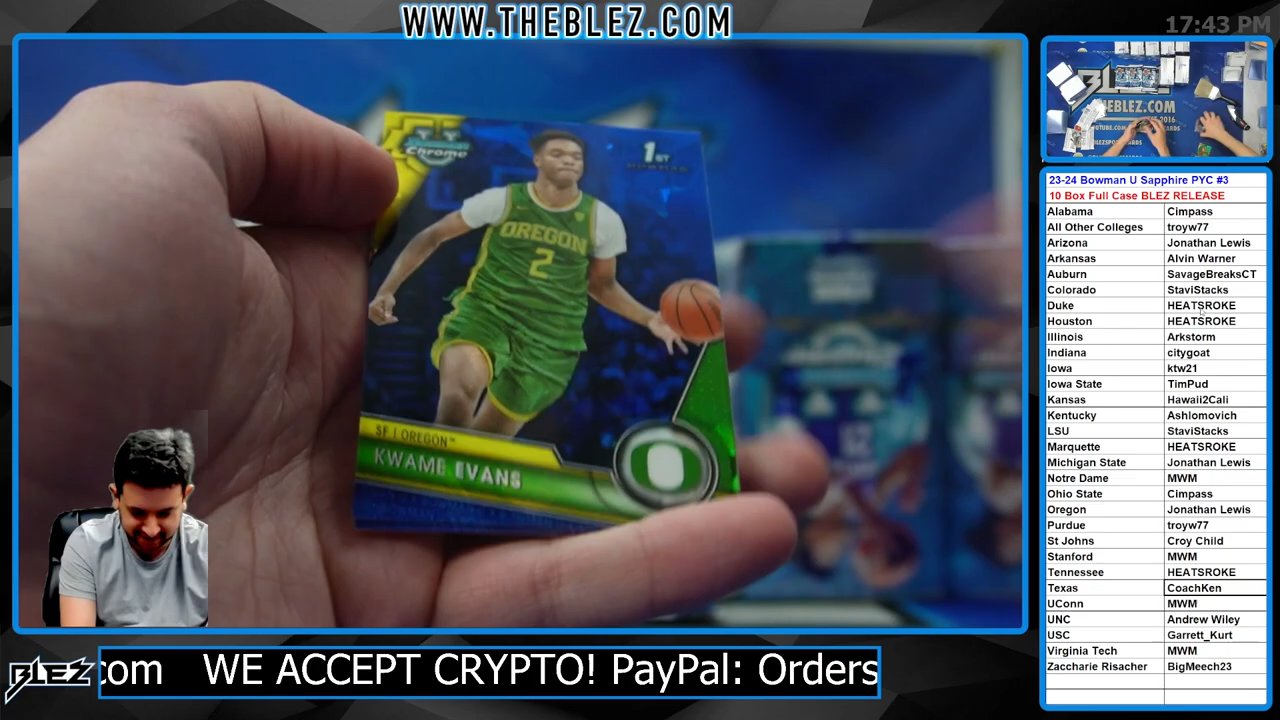 WWW.THEBLEZ.COM
17:43 PM
Chrome
1ST
OREGON
2
SF | OREGON™
KWAME EVANS
O
THEBLEZ.COM
23-24 Bowman U Sapphire PYC #3
10 Box Full Case BLEZ RELEASE
Alabama Cimpass
All Other Colleges troyw77
Arizona Jonathan Lewis
Arkansas Alvin Warner
Auburn SavageBreaksCT
Colorado StaviStacks
Duke HEATSROKE
Houston HEATSROKE
Illinois Arkstorm
Indiana citygoat
Iowa ktw21
Iowa State TimPud
Kansas Hawaii2Cali
Kentucky Ashlomovich
LSU StaviStacks
Marquette HEATSROKE
Michigan State Jonathan Lewis
Notre Dame MWM
Ohio State Cimpass
Oregon Jonathan Lewis
Purdue troyw77
St Johns Croy Child
Stanford MWM
Tennessee HEATSROKE
Texas CoachKen
UConn MWM
UNC Andrew Wiley
USC Garrett_Kurt
Virginia Tech MWM
Zaccharie Risacher BigMeech23
BLEZ
com WE ACCEPT CRYPTO! PayPal: Orders